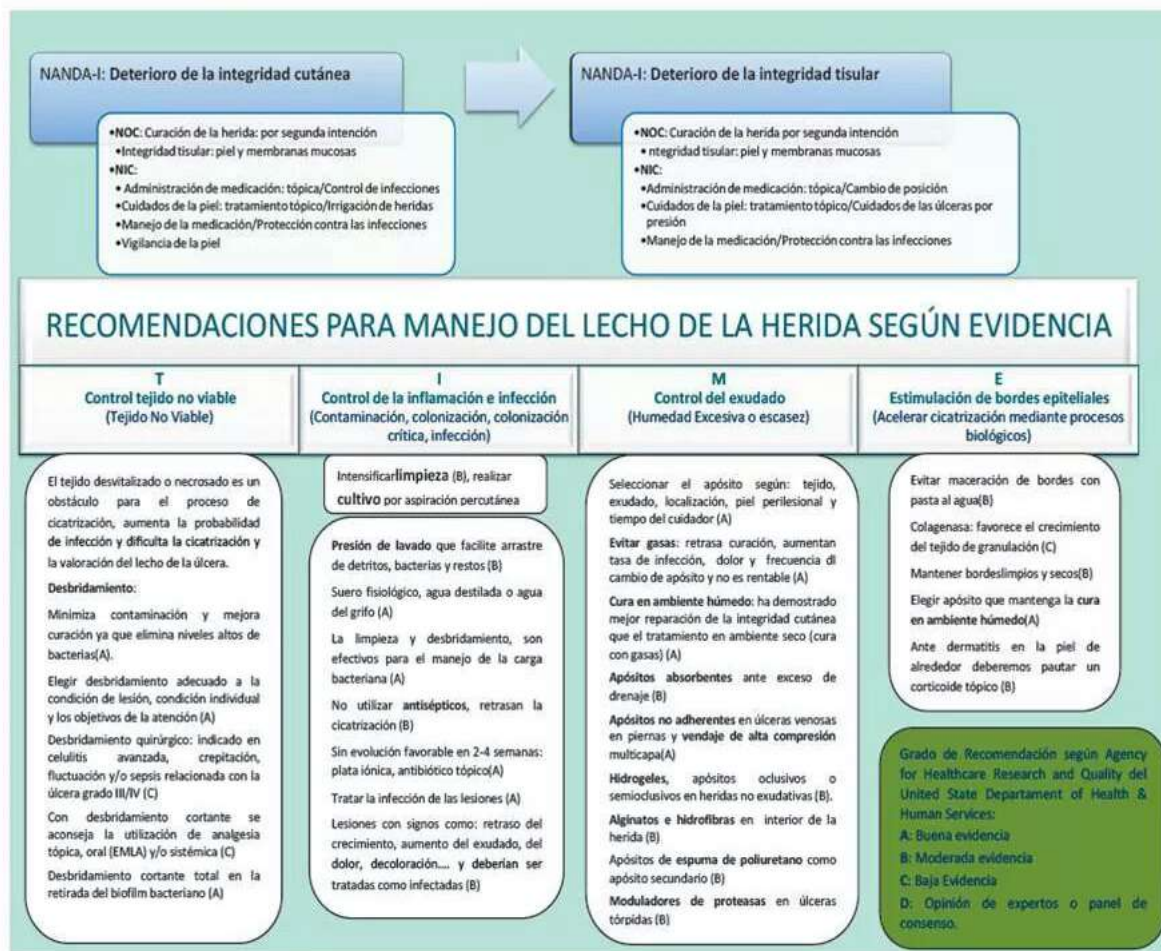 NANDA-I: Deterioro de la integridad cutánea
•NOC: Curación de la herida: por segunda intención
•Integridad tisular: piel y membranas mucosas
•NIC:
• Administración de medicación: tópica/Control de infecciones
•Cuidados de la piel: tratamiento tópico/Irrigación de heridas
•Manejo de la medicación/Protección contra las infecciones
•Vigilancia de la piel
NANDA-I: Deterioro de la integridad tisular
•NOC: Curación de la herida por segunda intención
•ntegridad tisular: piel y membranas mucosas
•NIC:
•Administración de medicación: tópica/Cambio de posición
•Cuidados de la piel: tratamiento tópico/Cuidados de las úlceras por
presión
•Manejo de la medicación/Protección contra las infecciones
RECOMENDACIONES PARA MANEJO DEL LECHO DE LA HERIDA SEGÚN EVIDENCIA
T
Control tejido no viable
(Tejido No Viable)
El tejido desvitalizado o necrosado es un
obstáculo para el proceso de
cicatrización, aumenta la probabilidad
de infección y dificulta la cicatrización y
la valoración del lecho de la úlcera.
Desbridamiento:
Minimiza contaminación y mejora
curación ya que elimina niveles altos de
bacterias(A).
Elegir desbridamiento adecuado a la
condición de lesión, condición individual
y los objetivos de la atención (A)
Desbridamiento quirúrgico: indicado en
celulitis avanzada, crepitación,
fluctuación y/o sepsis relacionada con la
úlcera grado III/IV (C)
Con desbridamiento cortante se
aconseja la utilización de analgesia
tópica, oral (EMLA) y/o sistémica (C)
Desbridamiento cortante total en la
retirada del biofilm bacteriano (A)
I
Control de la inflamación e infección
(Contaminación, colonización, colonización
crítica, infección)
Intensificarlimpieza (B), realizar
cultivo por aspiración percutánea
Presión de lavado que facilite arrastre
de detritos, bacterias y restos (B)
Suero fisiológico, agua destilada o agua
del grifo (A)
La limpieza y desbridamiento, son
efectivos para el manejo de la carga
bacteriana (A)
No utilizar antisépticos, retrasan la
cicatrización (B)
Sin evolución favorable en 2-4 semanas:
plata iónica, antibiótico tópico(A)
Tratar la infección de las lesiones (A)
Lesiones con signos como: retraso del
crecimiento, aumento del exudado, del
dolor, decoloración.... y deberían ser
tratadas como infectadas (B)
M
Control del exudado
(Humedad Excesiva o escasez)
Seleccionar el apósito según: tejido,
exudado, localización, piel perilesional y
tiempo del cuidador (A)
Evitar gasas: retrasa curación, aumentan
tasa de infección, dolor y frecuencia dl
cambio de apósito y no es rentable (A)
Cura en ambiente húmedo: ha demostrado
mejor reparación de la integridad cutánea
que el tratamiento en ambiente seco (cura
con gasas) (A)
Apósitos absorbentes ante exceso de
drenaje (B)
Apósitos no adherentes en úlceras venosas
en piernas y vendaje de alta compresión
multicapa(A)
Hidrogeles, apósitos oclusivos o
semioclusivos en heridas no exudativas (B).
Alginatos e hidrofibras en interior de la
herida (B)
Apósitos de espuma de poliuretano como
apósito secundario (B)
Moduladores de proteasas en úlceras
tórpidas (B)
E
Estimulación de bordes epiteliales
(Acelerar cicatrización mediante procesos
biológicos)
Evitar maceración de bordes con
pasta al agua(B)
Colagenasa: favorece el crecimiento
del tejido de granulación (C)
Mantener bordeslimpios y secos(B)
Elegir apósito que mantenga la cura
en ambiente húmedo(A)
Ante dermatitis en la piel de
alrededor deberemos pautar un
corticoide tópico (B)
Grado de Recomendación según Agency
for Healthcare Research and Quality del
United State Departament of Health &
Human Services:
A: Buena evidencia
B: Moderada evidencia
C: Baja Evidencia
D: Opinión de expertos o panel de
consenso.